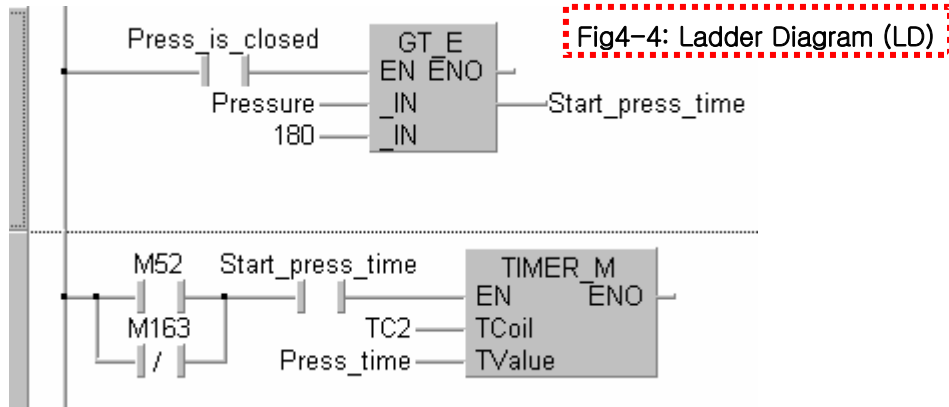 Fig4-4: Ladder Diagram (LD)
Press_is_closed
GT_E
EN ENO
Pressure
_IN
Start_press_time
180
_IN
M52
Start_press_time
TIMER_M
EN ENO
M163
/
TC2
TCoil
Press_time
TValue